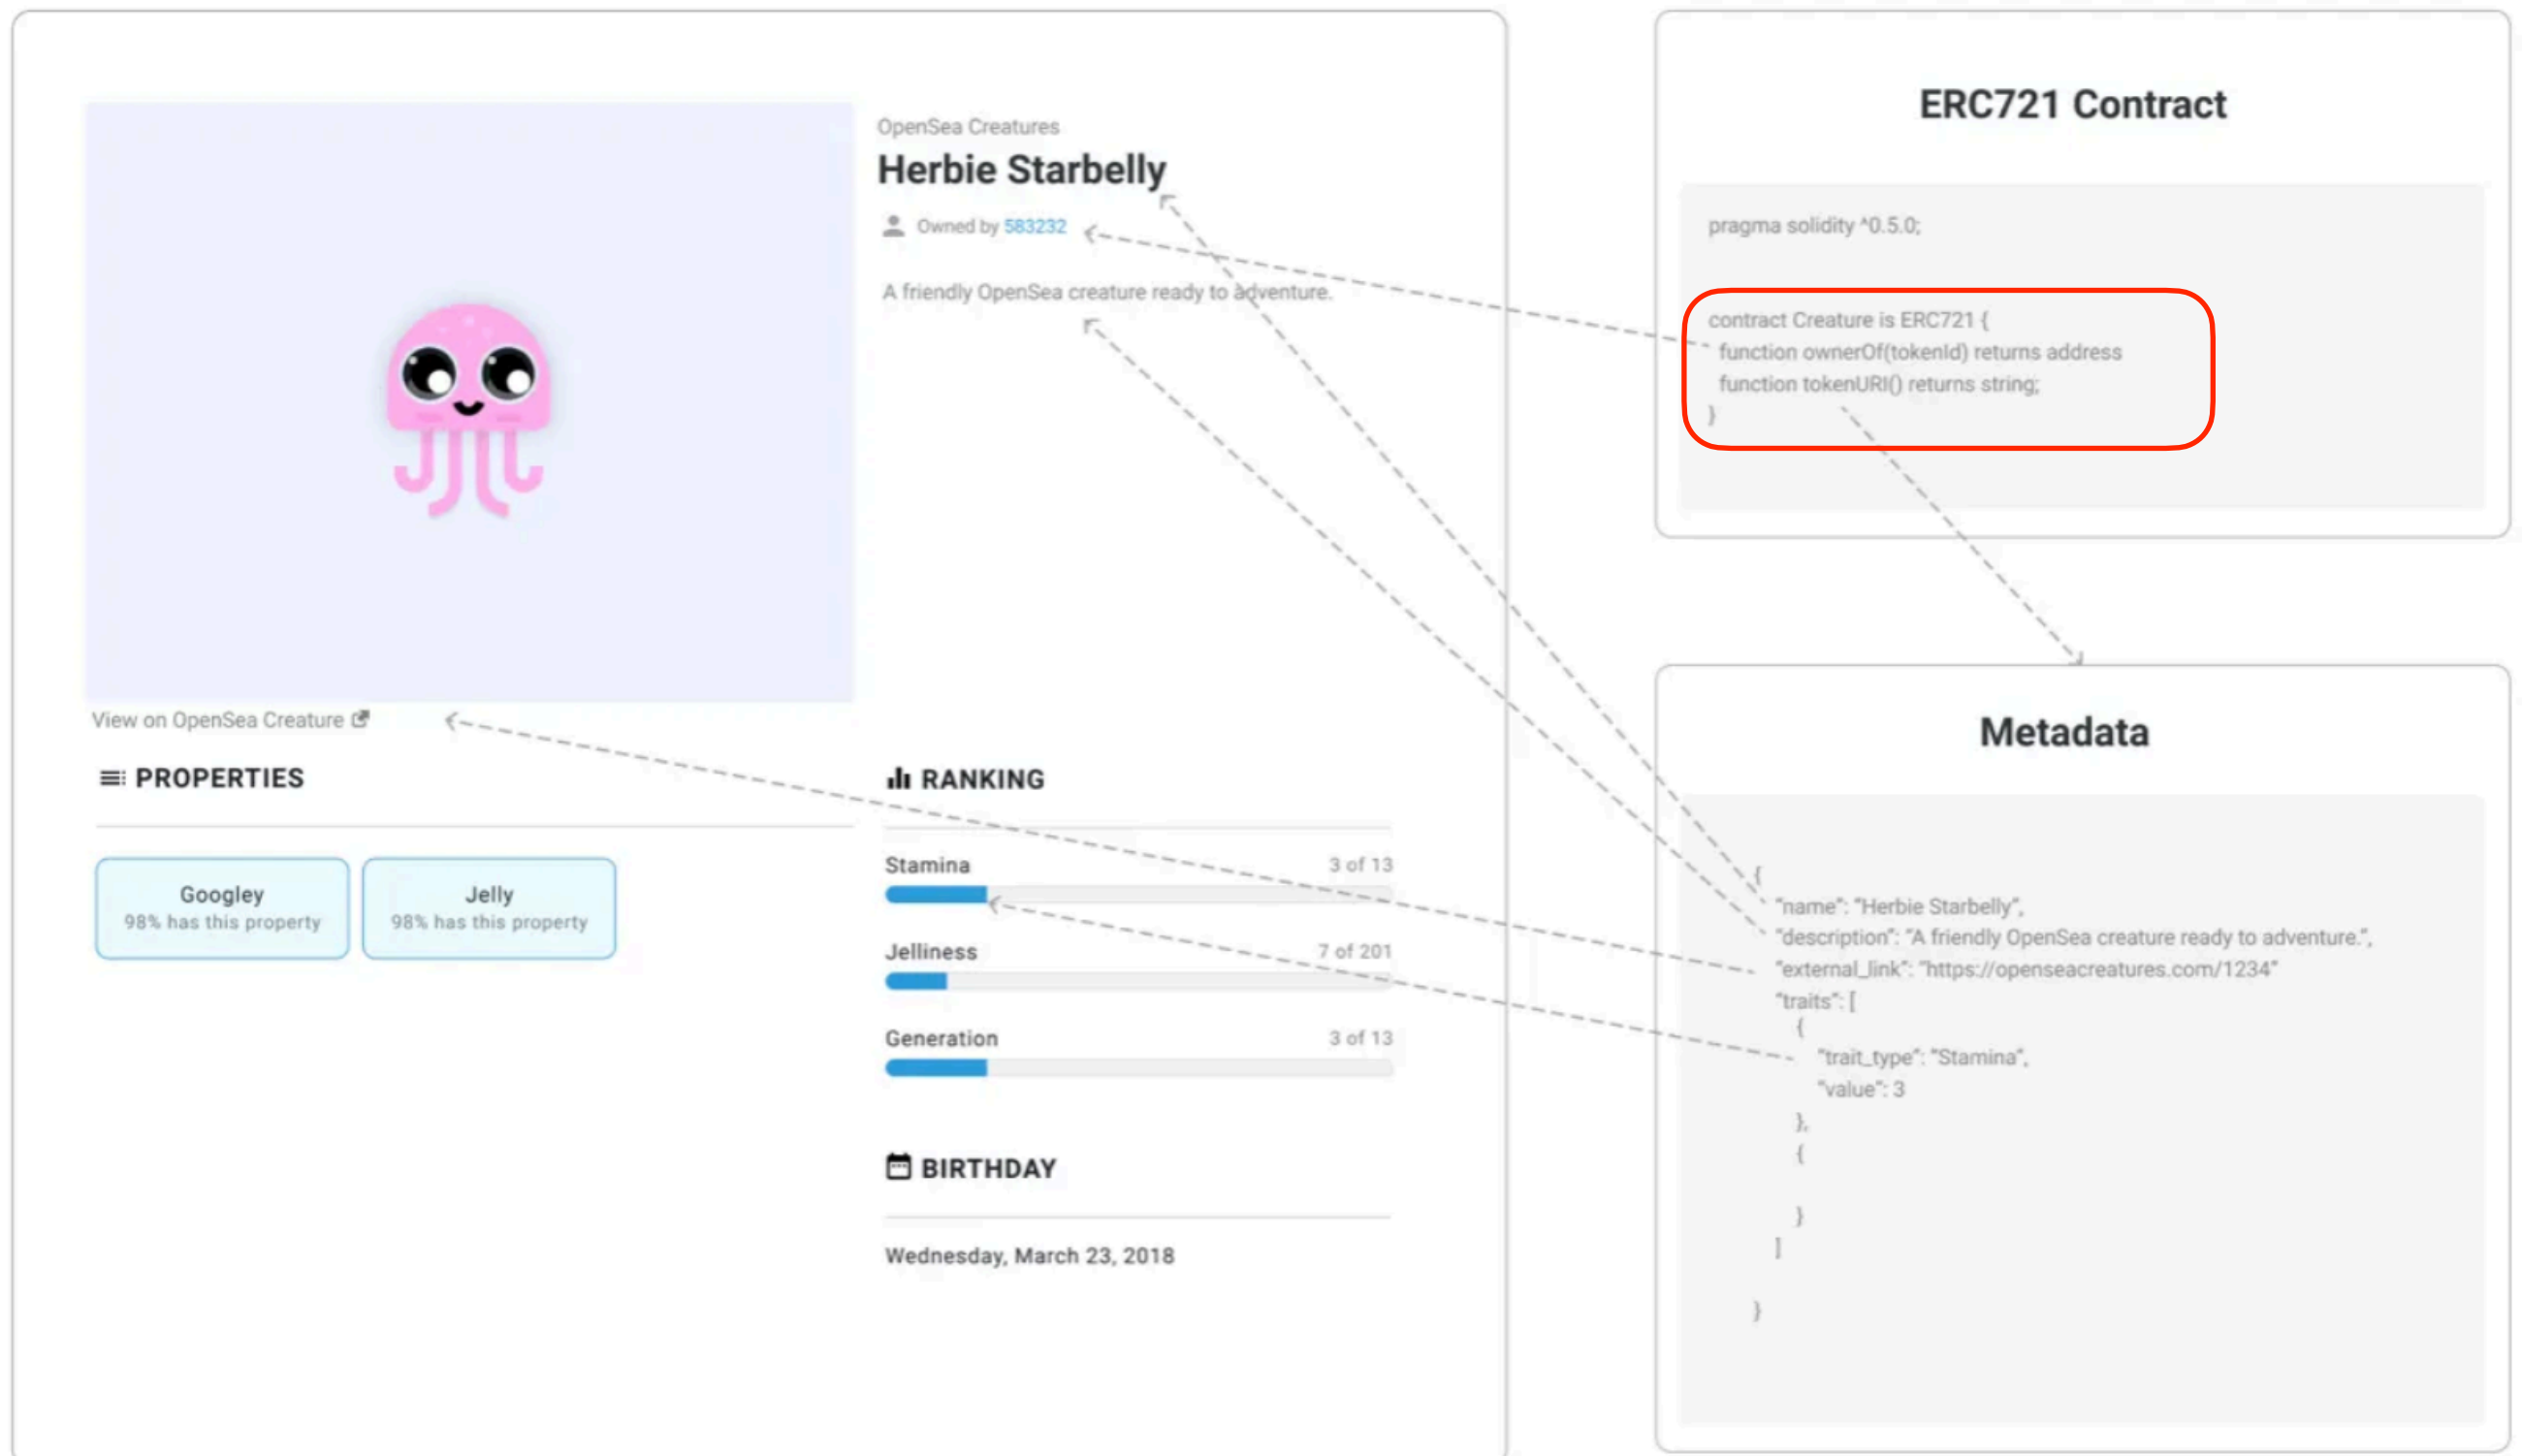 OpenSea Creatures
Herbie Starbelly
Owned by 583232
A friendly OpenSea creature ready to adventure.
View on OpenSea Creature
PROPERTIES
Googley
98% has this property
Jelly
98% has this property
RANKING
Stamina 3 of 13
Jelliness 7 of 201
Generation 3 of 13
BIRTHDAY
Wednesday, March 23, 2018
ERC721 Contract
pragma solidity ^0.5.0;
contract Creature is ERC721 {
function ownerOf(tokenId) returns address
function tokenURI() returns string;
}
Metadata
{
"name": "Herbie Starbelly",
"description": "A friendly OpenSea creature ready to adventure.",
"external_link": "https://openseacreatures.com/1234"
"traits": [
{
"trait_type": "Stamina",
"value": 3
},
{
}
]
}